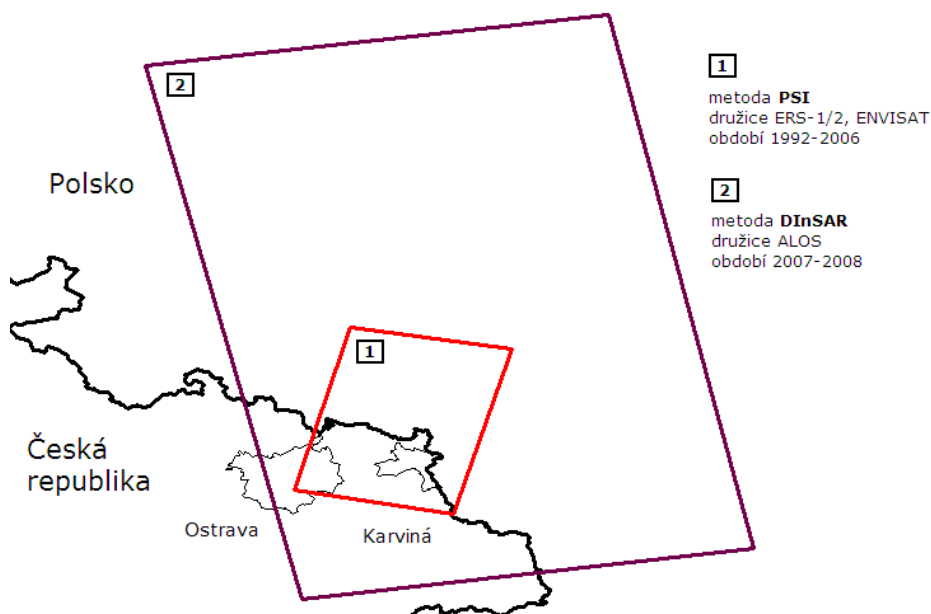 2
1
metoda PSI
družice ERS-1/2, ENVISAT
období 1992-2006
Polsko
2
metoda DInSAR
družice ALOS
období 2007-2008
1
Česká
republika
Ostrava
Karviná